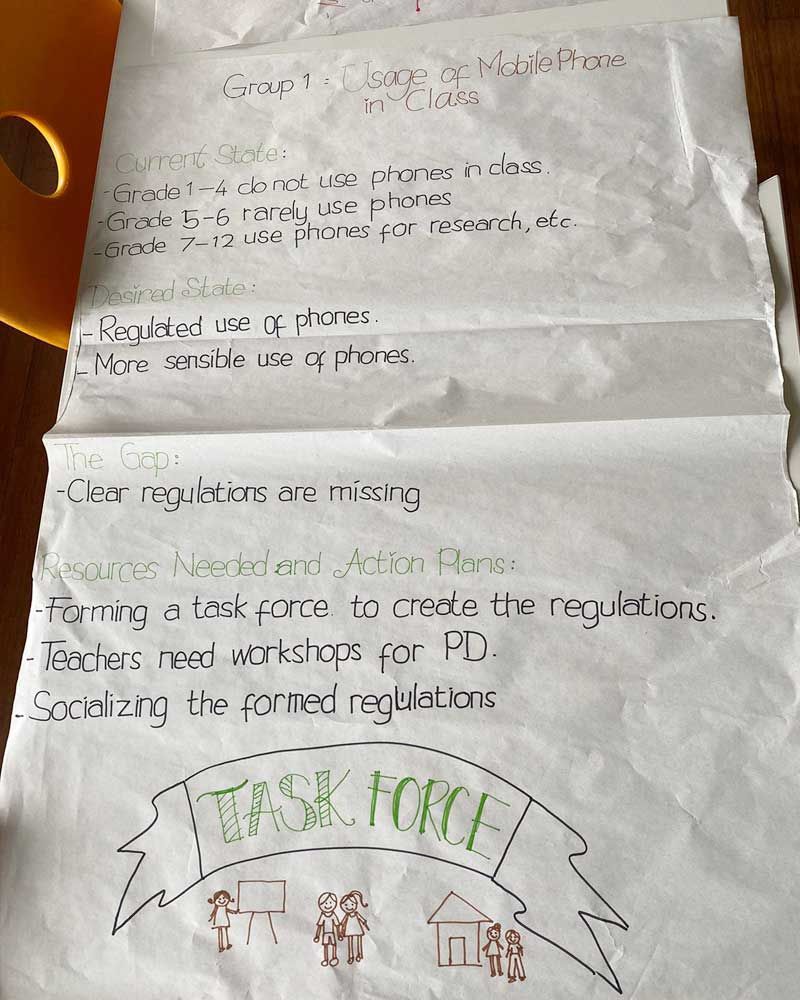 Group 1 : Usage of Mobile Phone
in Class
Current State:
-Grade 1-4 do not use phones in class.
-Grade 5-6 rarely use phones
-Grade 7-12 use phones for research, etc.
Desired State:
- Regulated use of phones.
- More sensible use of phones.
The Gap:
-Clear regulations are missing
Resources Needed and Action Plans:
-Forming a task force to create the regulations.
-Teachers need workshops for PD.
-Socializing the formed regulations
TASK FORCE